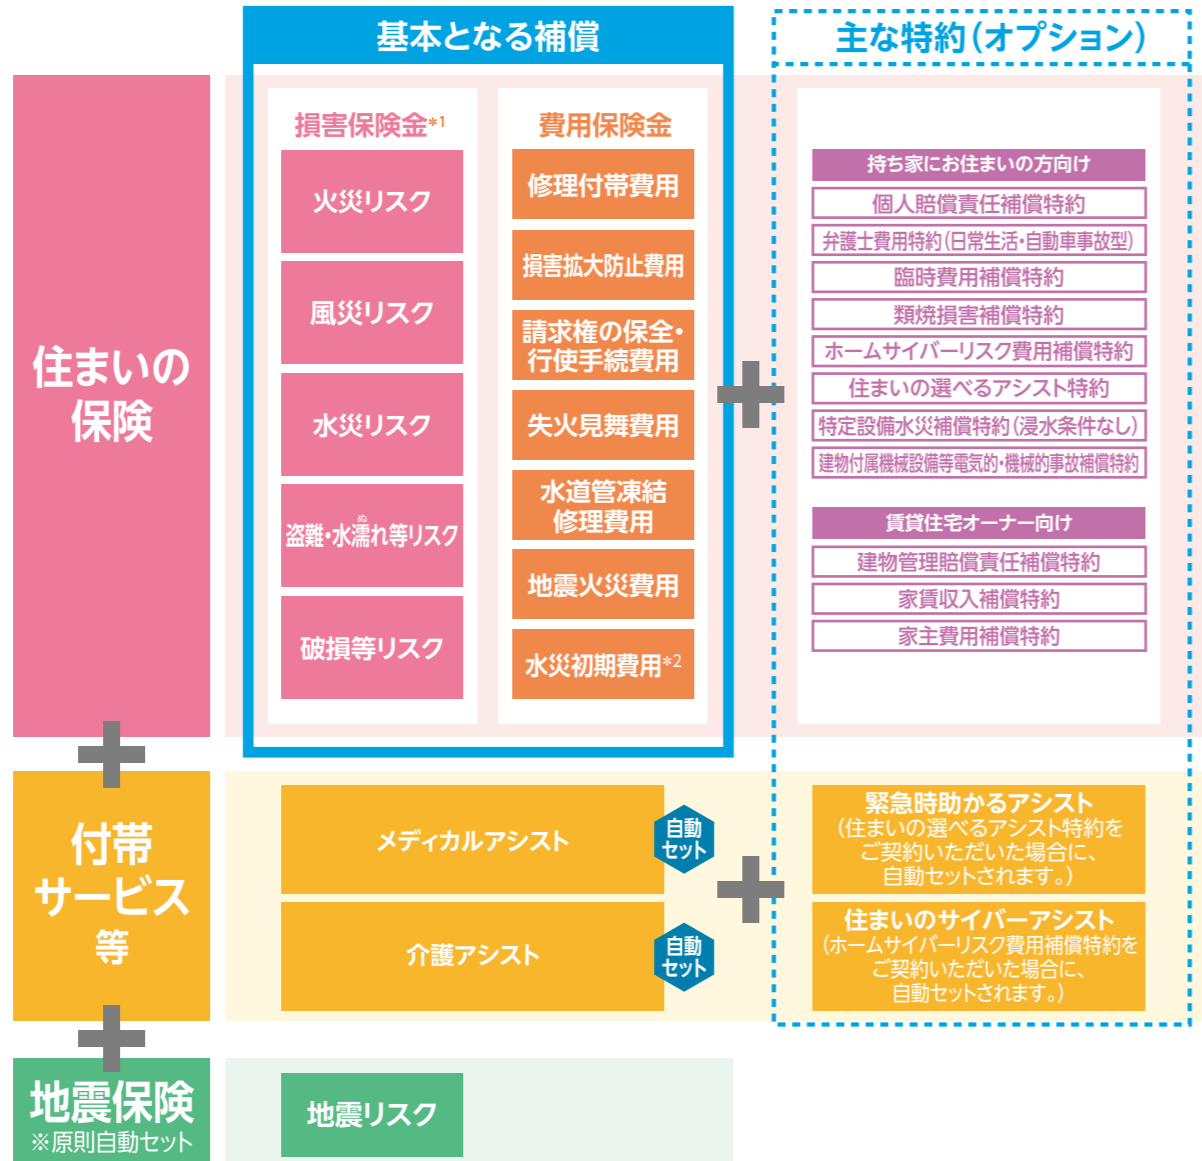 基本となる補償
主な特約(オプション)
住まいの
保険
損害保険金*1
火災リスク
風災リスク
水災リスク
盗難・水濡れ等リスク
ぬ
破損等リスク
費用保険金
修理付帯費用
損害拡大防止費用
請求権の保全・
行使手続費用
失火見舞費用
水道管凍結
修理費用
地震火災費用
水災初期費用*2
持ち家にお住まいの方向け
個人賠償責任補償特約
弁護士費用特約(日常生活・自動車事故型)
臨時費用補償特約
類焼損害補償特約
ホームサイバーリスク費用補償特約
住まいの選べるアシスト特約
特定設備水災補償特約(浸水条件なし)
建物付属機械設備等電気的・機械的事故補償特約
賃貸住宅オーナー向け
建物管理賠償責任補償特約
家賃収入補償特約
家主費用補償特約
付帯
サービス
等
メディカルアシスト
自動
セット
介護アシスト
自動
セット
緊急時助かるアシスト
(住まいの選べるアシスト特約を
ご契約いただいた場合に、
自動セットされます。)
住まいのサイバーアシスト
(ホームサイバーリスク費用補償特約を
ご契約いただいた場合に、
自動セットされます。)
地震保険
※原則自動セット
地震リスク